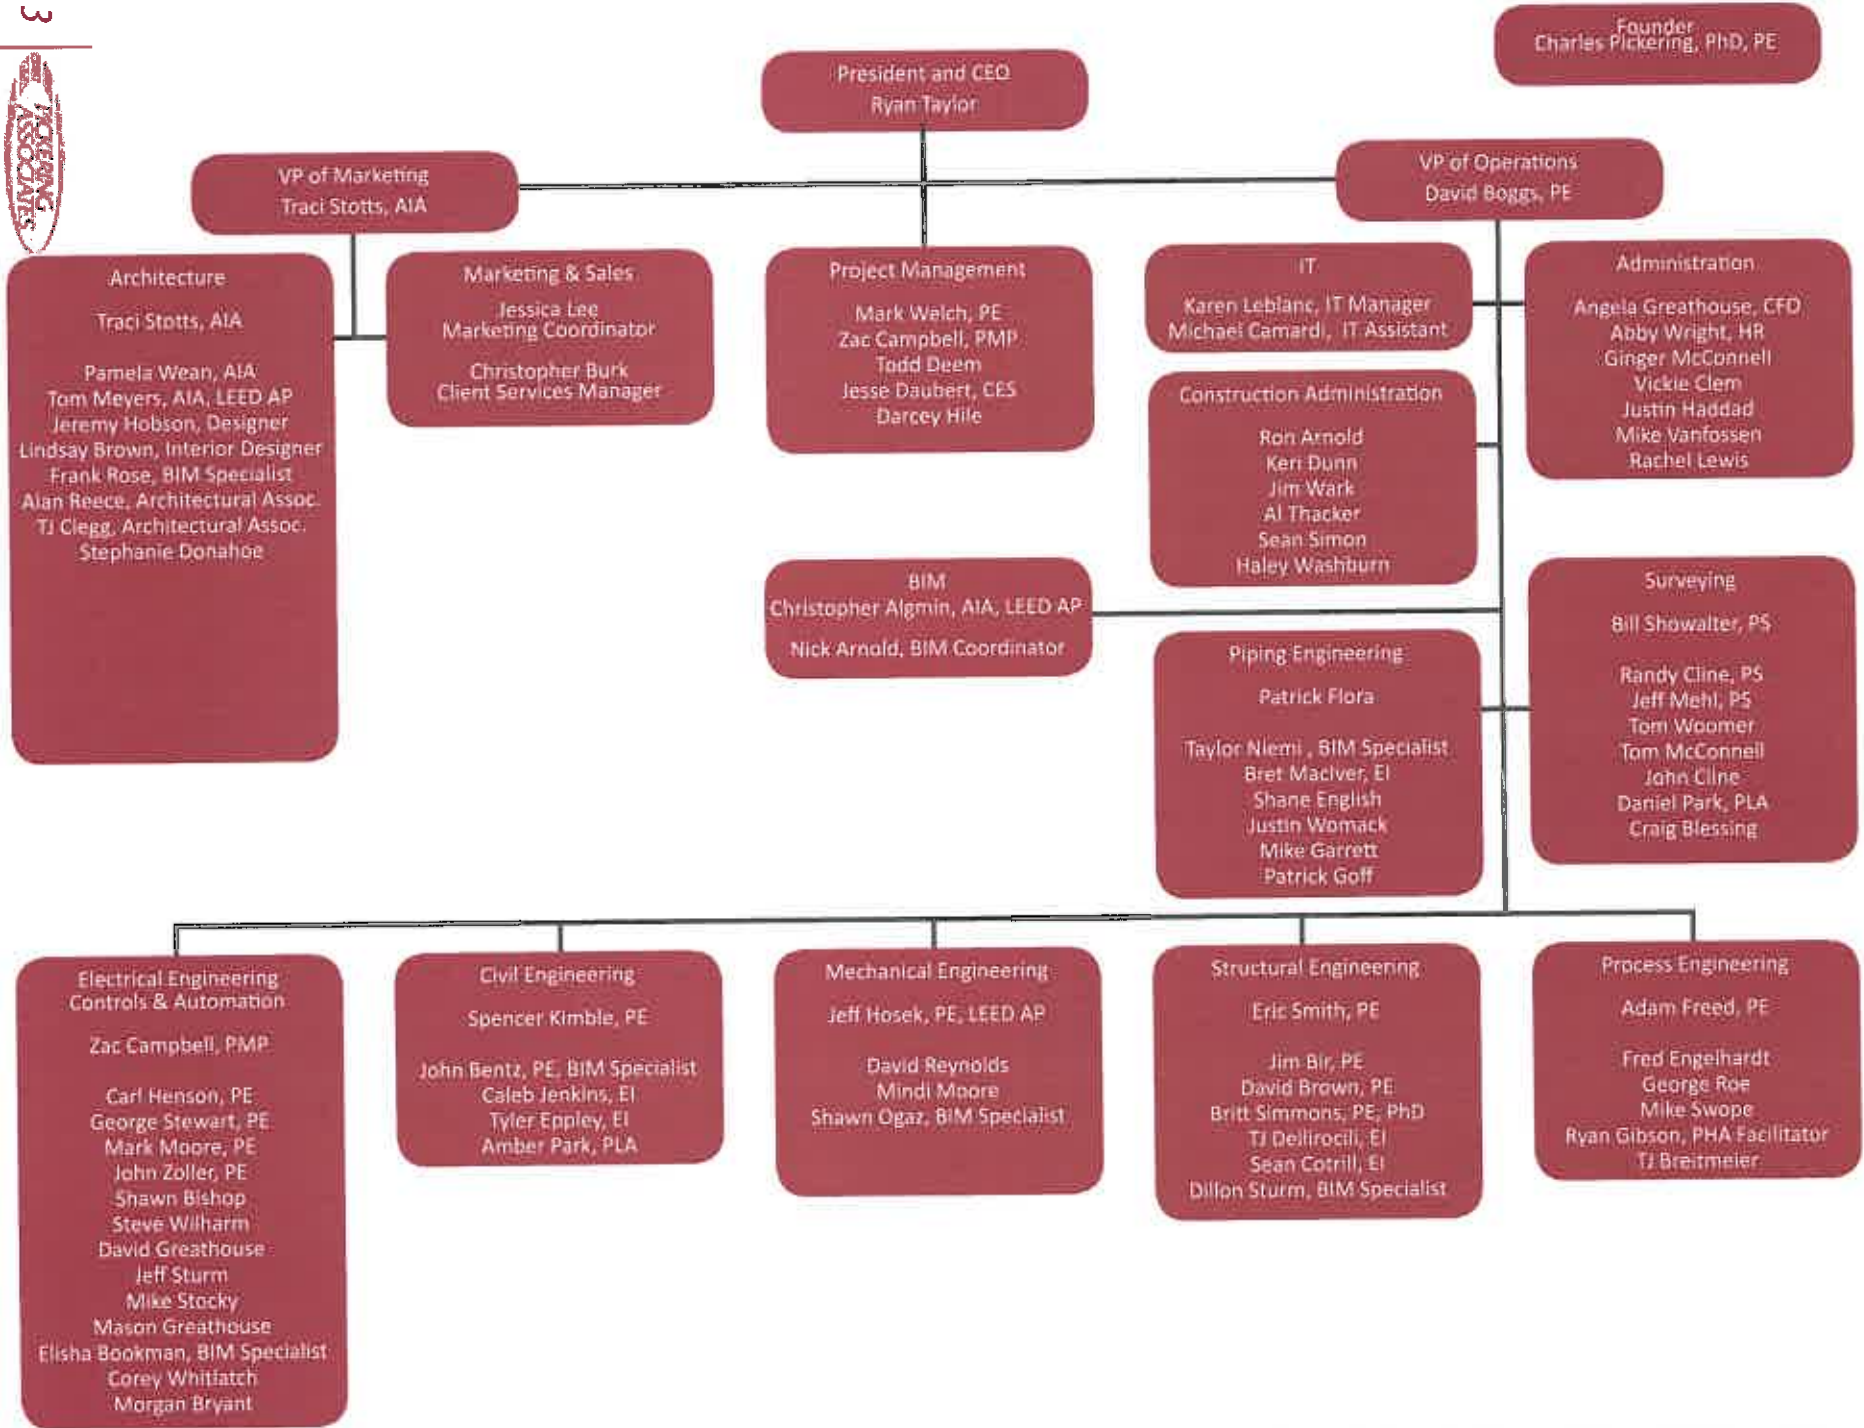 3
PICKERING
ASSOCIATES
Founder
Charles Pickering, PhD, PE
President and CEO
Ryan Taylor
VP of Marketing
Traci Stotts, AIA
VP of Operations
David Boggs, PE
Architecture
Traci Stotts, AIA
Pamela Wean, AIA
Tom Meyers, AIA, LEED AP
Jeremy Hobson, Designer
Lindsay Brown, Interior Designer
Frank Rose, BIM Specialist
Alan Reece, Architectural Assoc.
TJ Clegg, Architectural Assoc.
Stephanie Donahoe
Marketing & Sales
Jessica Lee
Marketing Coordinator
Christopher Burk
Client Services Manager
Project Management
Mark Welch, PE
Zac Campbell, PMP
Todd Deem
Jesse Daubert, CES
Darcey Hile
IT
Karen Leblanc, IT Manager
Michael Camardi, IT Assistant
Administration
Angela Greathouse, CFO
Abby Wright, HR
Ginger McConnell
Vickie Clem
Justin Haddad
Mike Vanfossen
Rachel Lewis
Construction Administration
Ron Arnold
Keri Dunn
Jim Wark
Al Thacker
Sean Simon
Haley Washburn
BIM
Christopher Algmin, AIA, LEED AP
Nick Arnold, BIM Coordinator
Piping Engineering
Patrick Flora
Taylor Niemi , BIM Specialist
Bret MacIver, EI
Shane English
Justin Womack
Mike Garrett
Patrick Goff
Surveying
Bill Showalter, PS
Randy Cline, PS
Jeff Mehl, PS
Tom Woomer
Tom McConnell
John Cline
Daniel Park, PLA
Craig Blessing
Electrical Engineering
Controls & Automation
Zac Campbell, PMP
Carl Henson, PE
George Stewart, PE
Mark Moore, PE
John Zoller, PE
Shawn Bishop
Steve Wilharm
David Greathouse
Jeff Sturm
Mike Stocky
Mason Greathouse
Elisha Bookman, BIM Specialist
Corey Whitlatch
Morgan Bryant
Civil Engineering
Spencer Kimble, PE
John Bentz, PE, BIM Specialist
Caleb Jenkins, EI
Tyler Eppley, EI
Amber Park, PLA
Mechanical Engineering
Jeff Hosek, PE, LEED AP
David Reynolds
Mindi Moore
Shawn Ogaz, BIM Specialist
Structural Engineering
Eric Smith, PE
Jim Bir, PE
David Brown, PE
Britt Simmons, PE, PhD
TJ Dellirocili, EI
Sean Cotrill, EI
Dillon Sturm, BIM Specialist
Process Engineering
Adam Freed, PE
Fred Engelhardt
George Roe
Mike Swope
Ryan Gibson, PHA Facilitator
TJ Breitmeier